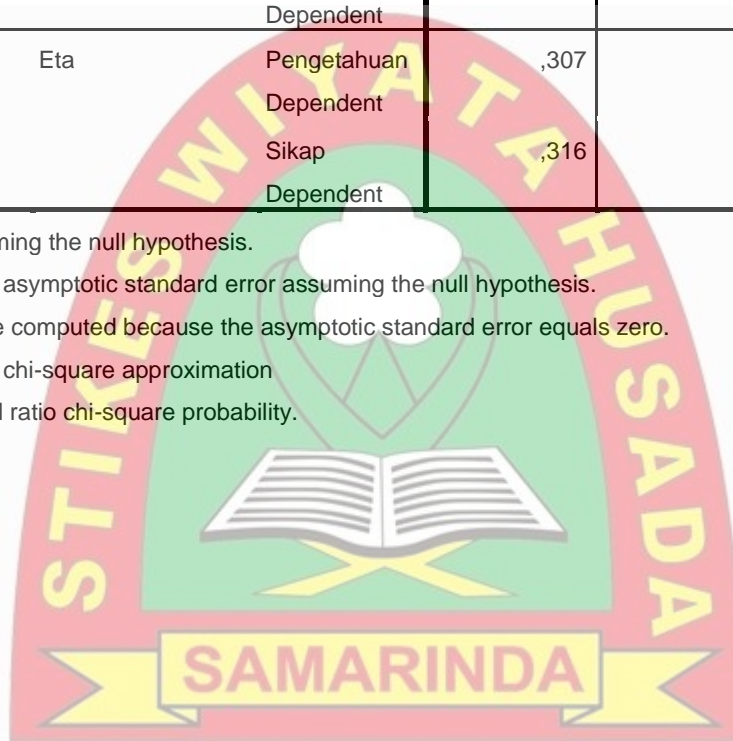 Dependent
Eta Pengetahuan ,307
Dependent
Sikap ,316
Dependent
ing the null hypothesis.
asymptotic standard error assuming the null hypothesis.
computed because the asymptotic standard error equals zero.
chi-square approximation
ratio chi-square probability.
STIKES WIYATA HUSADA
SAMARINDA